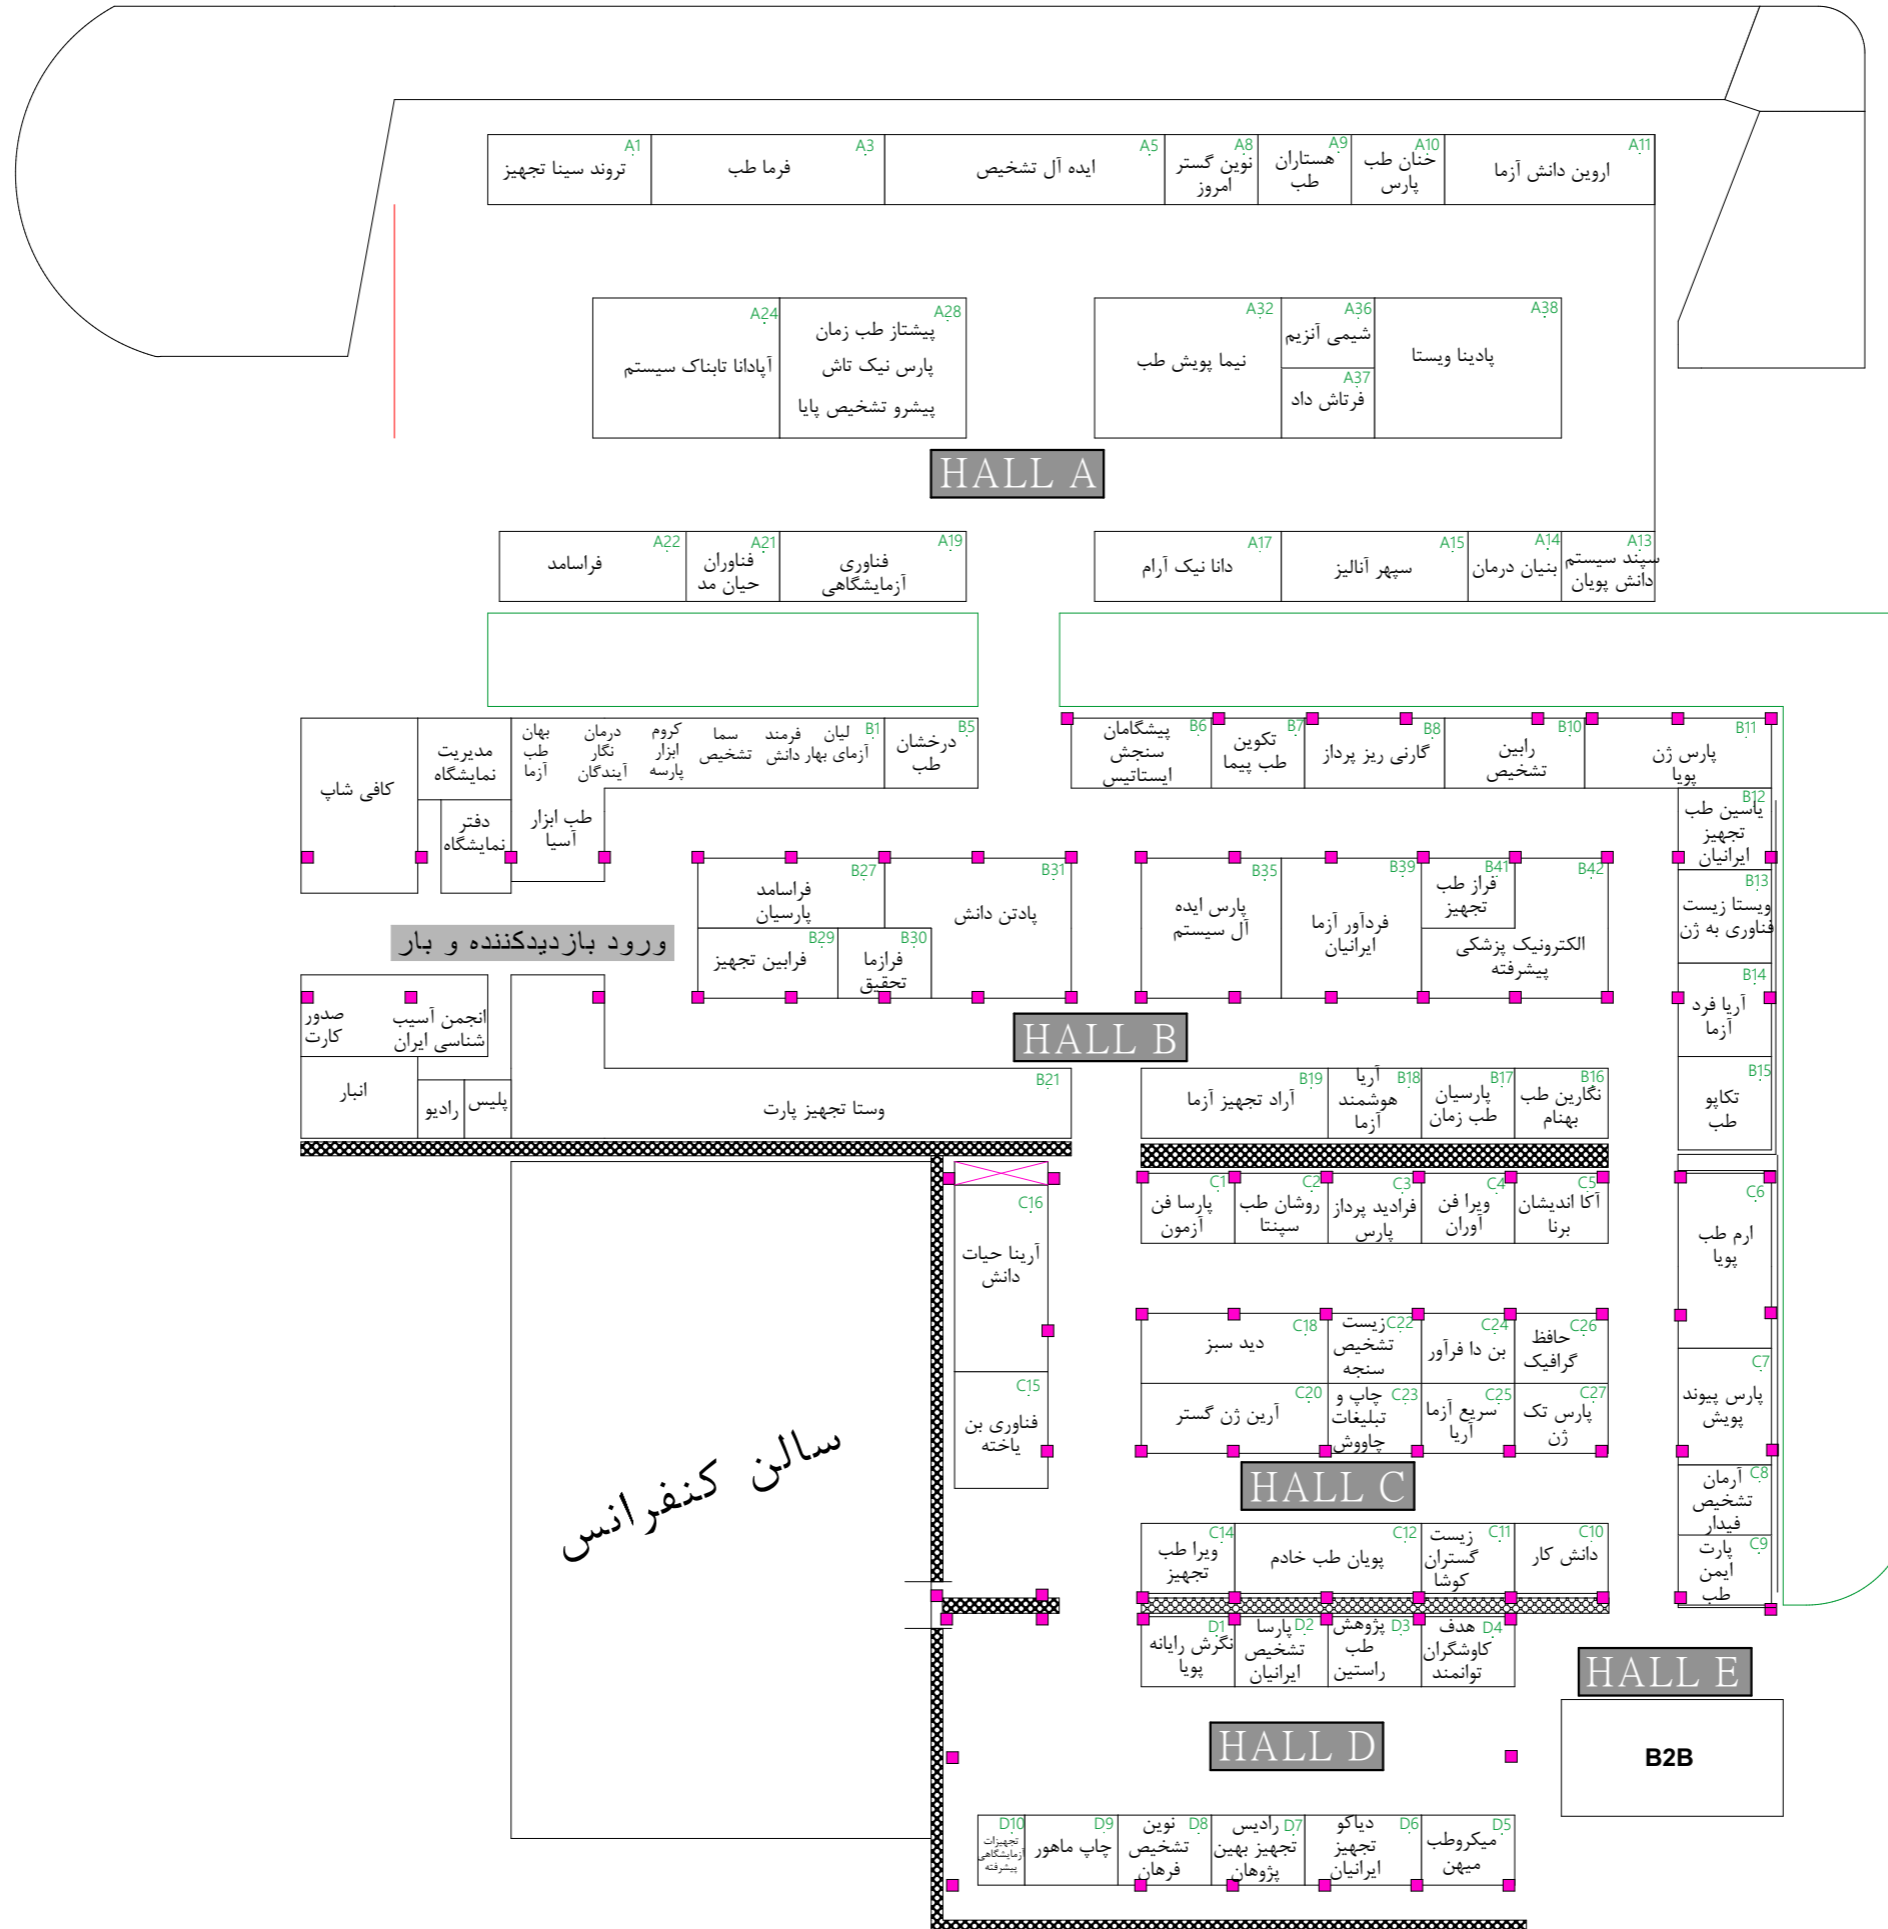 A1
تروند سینا تجهیز
A3
فرما طب
A5
ایده آل تشخیص
A8
نوین گستر
امروز
A9
هستاران
طب
A10
خنان طب
پارس
A11
اروین دانش آزما
A24
آپادانا تابناک سیستم
A28
پیشتاز طب زمان
پارس نیک تاش
پیشرو تشخیص پایا
A32
نیما پویش طب
A36
شیمی آنزیم
A37
فرتاش داد
A38
پادینا ویستا
HALL A
A22
فراسامد
A21
فناوران
حیان مد
A19
فناوری
آزمایشگاهی
A17
دانا نیک آرام
A15
سپهر آنالیز
A14
بنیان درمان
A13
سپند سیستم
دانش پویان
کافی شاپ
مدیریت
نمایشگاه
دفتر
نمایشگاه
بهان
طب
آزما
درمان
نگار
آیندگان
کروم
ابزار
پارسه
سما
تشخیص
فرمند
دانش
لیان
آزمای بهار
B1
طب ابزار
آسیا
B5
درخشان
طب
B6
پیشگامان
سنجش
ایستاتیس
B7
تکوین
طب پیما
B8
گارنی ریز پرداز
B10
رابین
تشخیص
B11
پارس ژن
پویا
B12
یاسین طب
تجهیز
ایرانیان
B13
ویستا زیست
فناوری به ژن
B14
آریا فرد
آزما
B15
تکاپو
طب
B27
فراسامد
پارسیان
B29
فرابین تجهیز
B30
فرازما
تحقیق
B31
پادتن دانش
B35
پارس ایده
آل سیستم
B39
فردآور آزما
ایرانیان
B41
فراز طب
تجهیز
B42
الکترونیک پزشکی
پیشرفته
ورود بازدیدکننده و بار
HALL B
صدور
کارت
انجمن آسیب
شناسی ایران
انبار
رادیو
پلیس
B21
وستا تجهیز پارت
B19
آراد تجهیز آزما
B18
آریا
هوشمند
آزما
B17
پارسیان
طب زمان
B16
نگارین طب
بهنام
سالن کنفرانس
C16
آرینا حیات
دانش
C15
فناوری بن
یاخته
C1
پارسا فن
آزمون
C2
روشان طب
سپنتا
C3
فرادید پرداز
پارس
C4
ویرا فن
آوران
C5
آکا اندیشان
برنا
C6
ارم طب
پویا
C7
پارس پیوند
پویش
C8
آرمان
تشخیص
فیدار
C9
پارت
ایمن
طب
C18
دید سبز
C22
زیست
تشخیص
سنجه
C24
بن دا فرآور
C26
حافظ
گرافیک
C20
آرین ژن گستر
C23
چاپ و
تبلیغات
چاووش
C25
سریع آزما
آریا
C27
پارس تک
ژن
HALL C
C14
ویرا طب
تجهیز
C12
پویان طب خادم
C11
زیست
گستران
کوشا
C10
دانش کار
D1
نگرش رایانه
پویا
D2
پارسا
تشخیص
ایرانیان
D3
پژوهش
طب
راستین
D4
هدف
کاوشگران
توانمند
HALL E
B2B
HALL D
D10
تجهیزات
آزمایشگاهی
پیشرفته
D9
چاپ ماهور
D8
نوین
تشخیص
فرهان
D7
رادیس
تجهیز بهین
پژوهان
D6
دیاکو
تجهیز
ایرانیان
D5
میکروطب
میهن